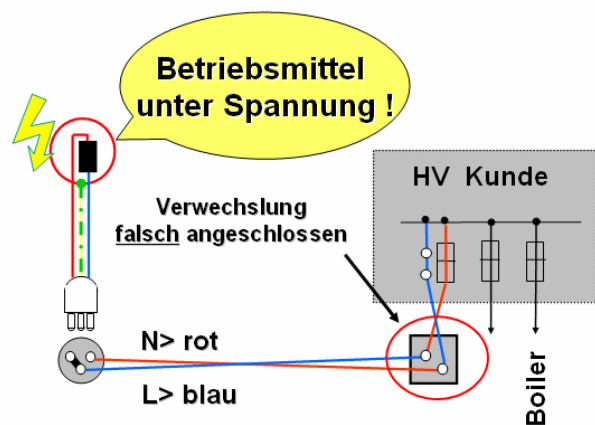 Betriebsmittel
unter Spannung !
HV Kunde
Verwechslung
falsch angeschlossen
N> rot
L> blau
Boiler